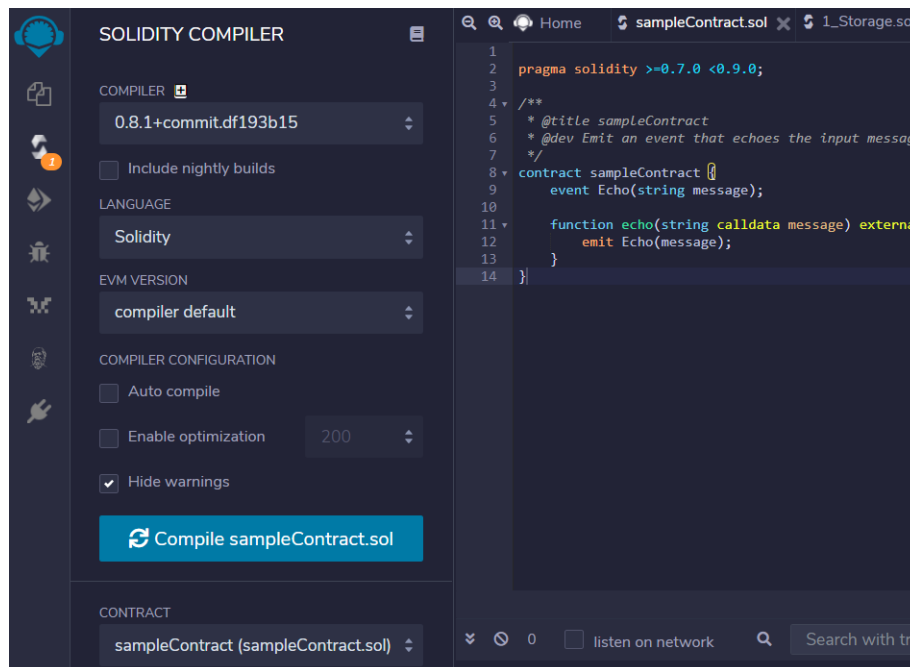 SOLIDITY COMPILER
COMPILER
0.8.1+commit.df193b15
Include nightly builds
LANGUAGE
Solidity
EVM VERSION
compiler default
COMPILER CONFIGURATION
Auto compile
Enable optimization 200
Hide warnings
Compile sampleContract.sol
CONTRACT
sampleContract (sampleContract.sol)
1
Home sampleContract.sol 1_Storage.so
1
2 pragma solidity >=0.7.0 <0.9.0;
3
4 /**
5 * @title sampleContract
6 * @dev Emit an event that echoes the input messag
7 */
8 contract sampleContract {
9 event Echo(string message);
10
11 function echo(string calldata message) externa
12 emit Echo(message);
13 }
14 }
0 listen on network Search with tr